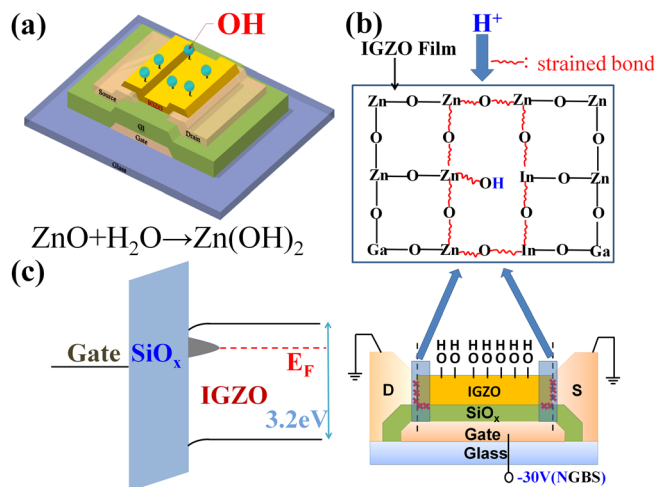 (a)
OH
Source
IGZO
GI
Gate
Drain
Glass
ZnO+H₂O→Zn(OH)₂
(b)
H⁺
IGZO Film
: strained bond
Zn O Zn O Zn O Zn
O O O O
Zn O Zn OH In O Zn
O O O O
Ga O Zn O In O Ga
(c)
Gate
SiOₓ
E_F
IGZO
3.2eV
H H H H H H H
O O O O O O O
D
IGZO
S
SiOₓ
Gate
Glass
-30V(NGBS)